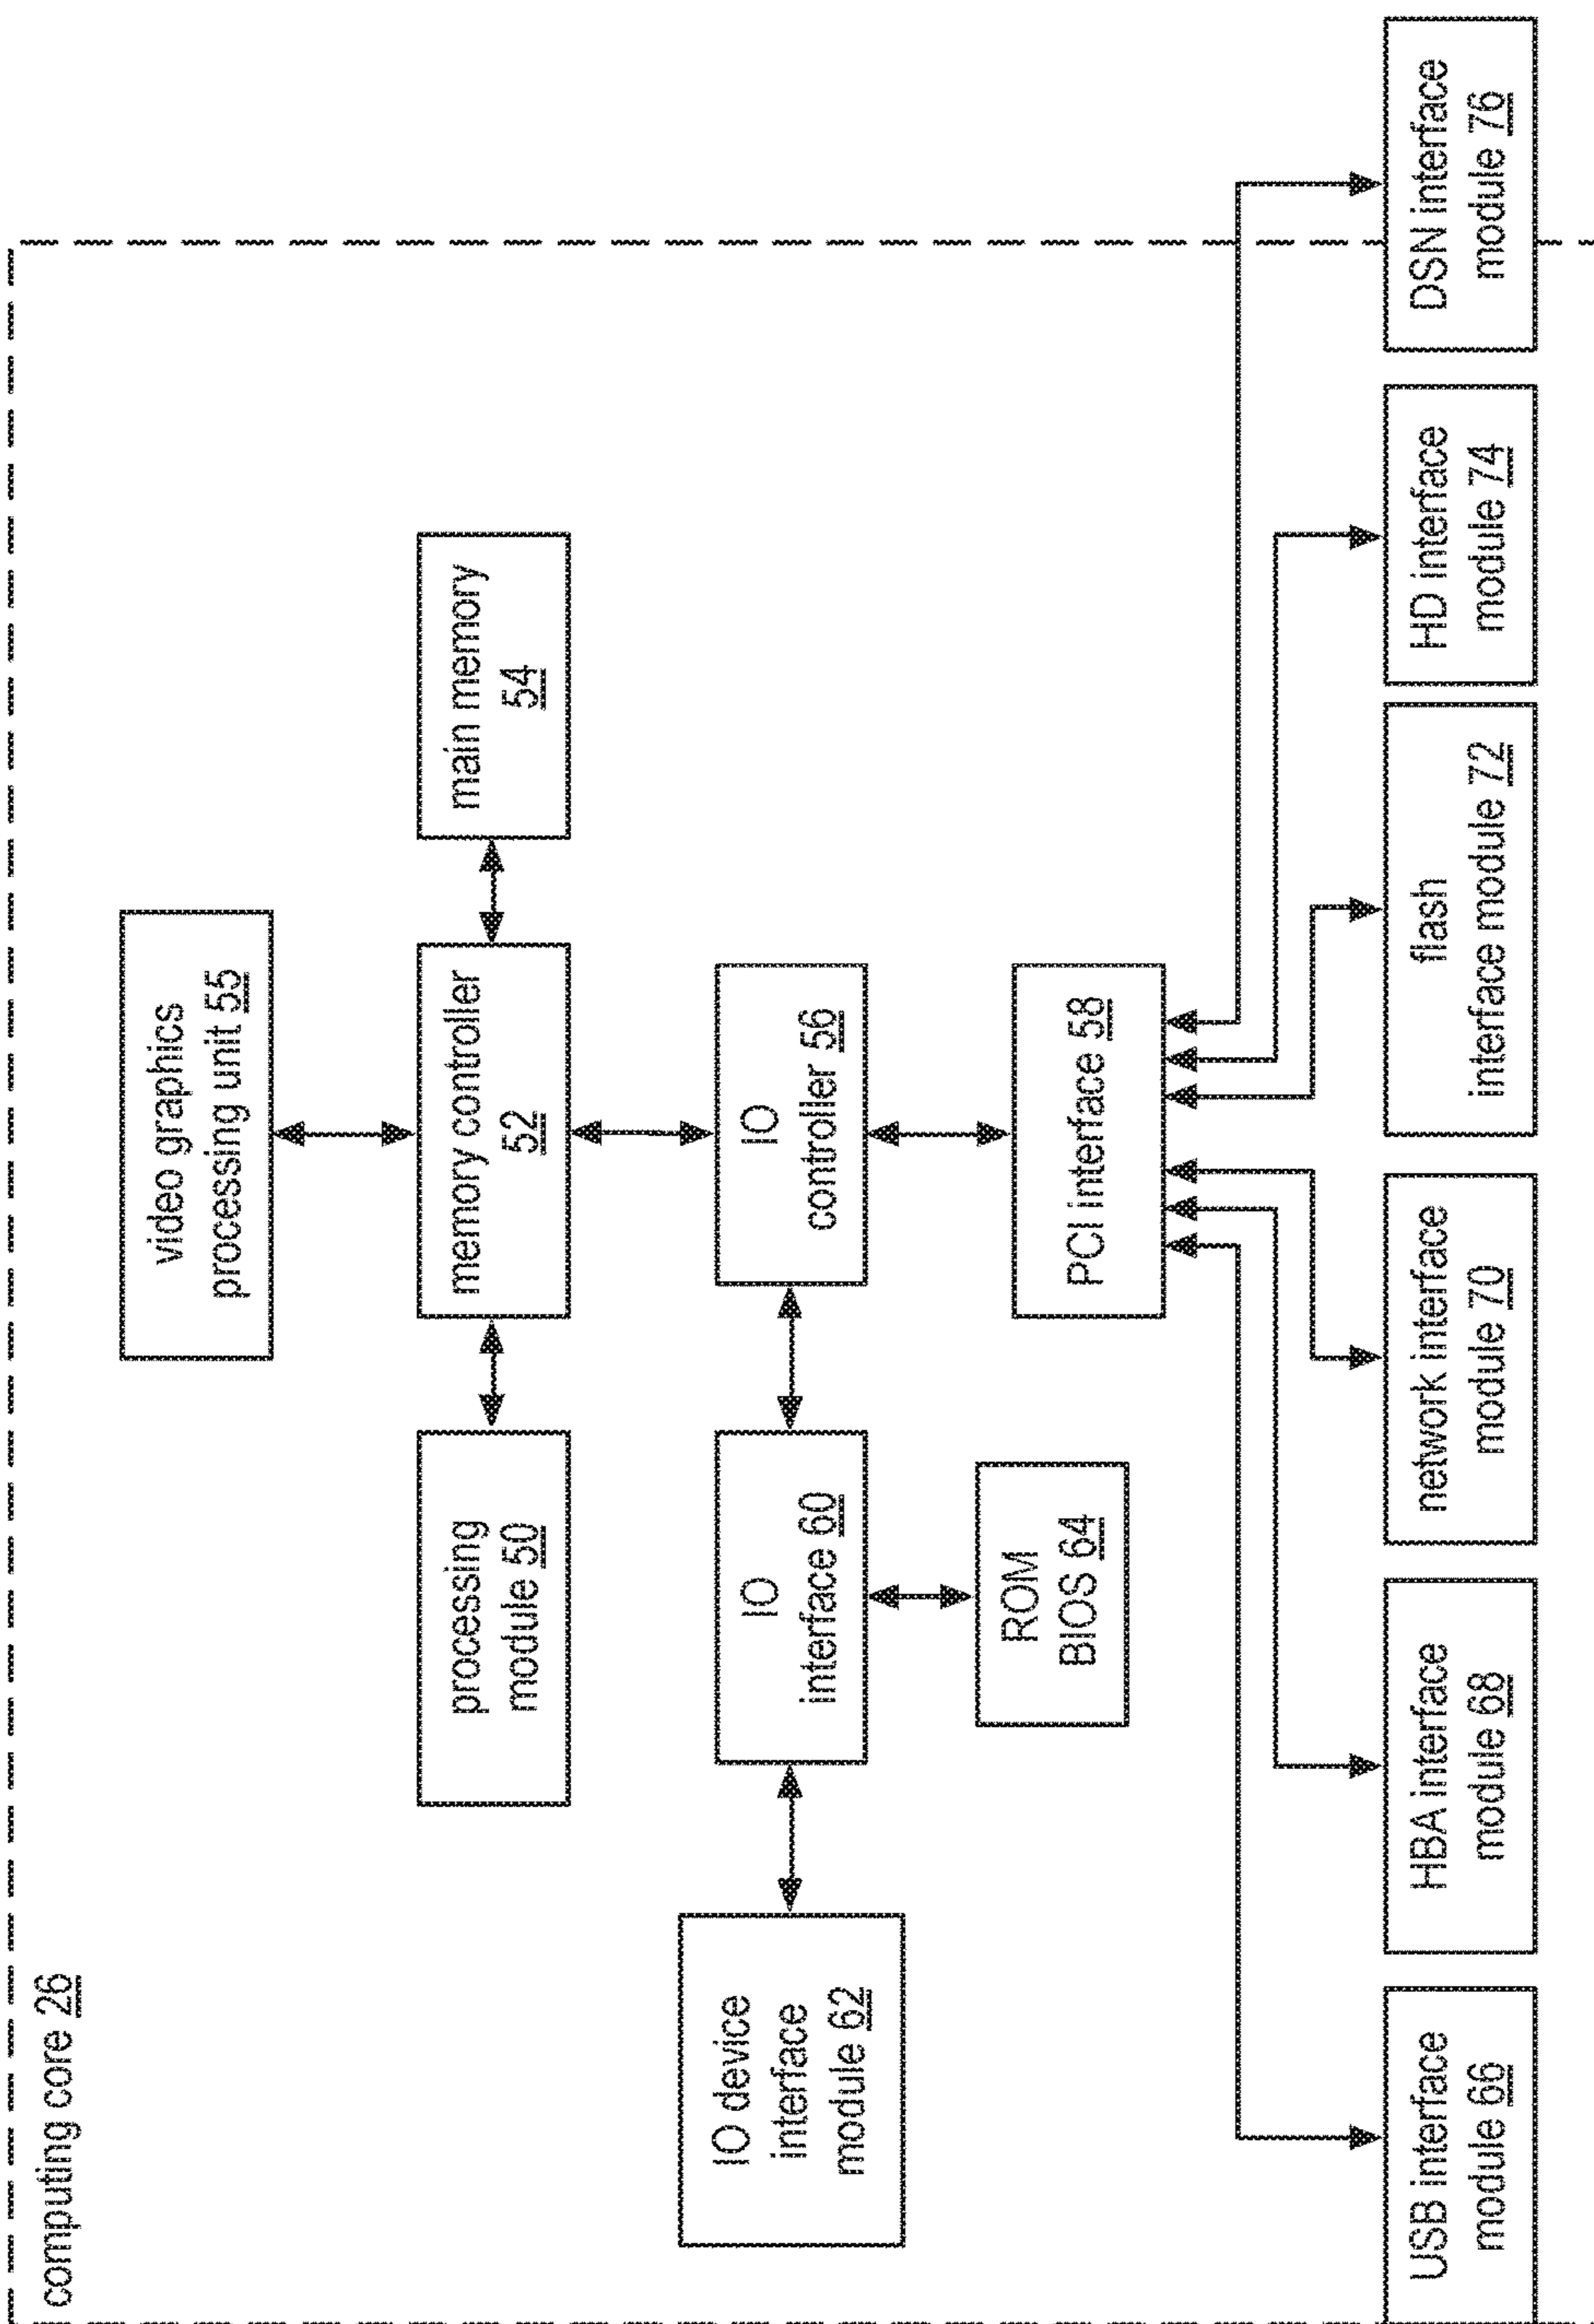 computing core 26
video graphics
processing unit 55
processing
module 50
memory controller
52
main memory
54
IO device
interface
module 62
IO
interface 60
IO
controller 56
ROM
BIOS 64
PCI interface 58
USB interface
module 66
HBA interface
module 68
network interface
module 70
flash
interface module 72
HD interface
module 74
DSN interface
module 76